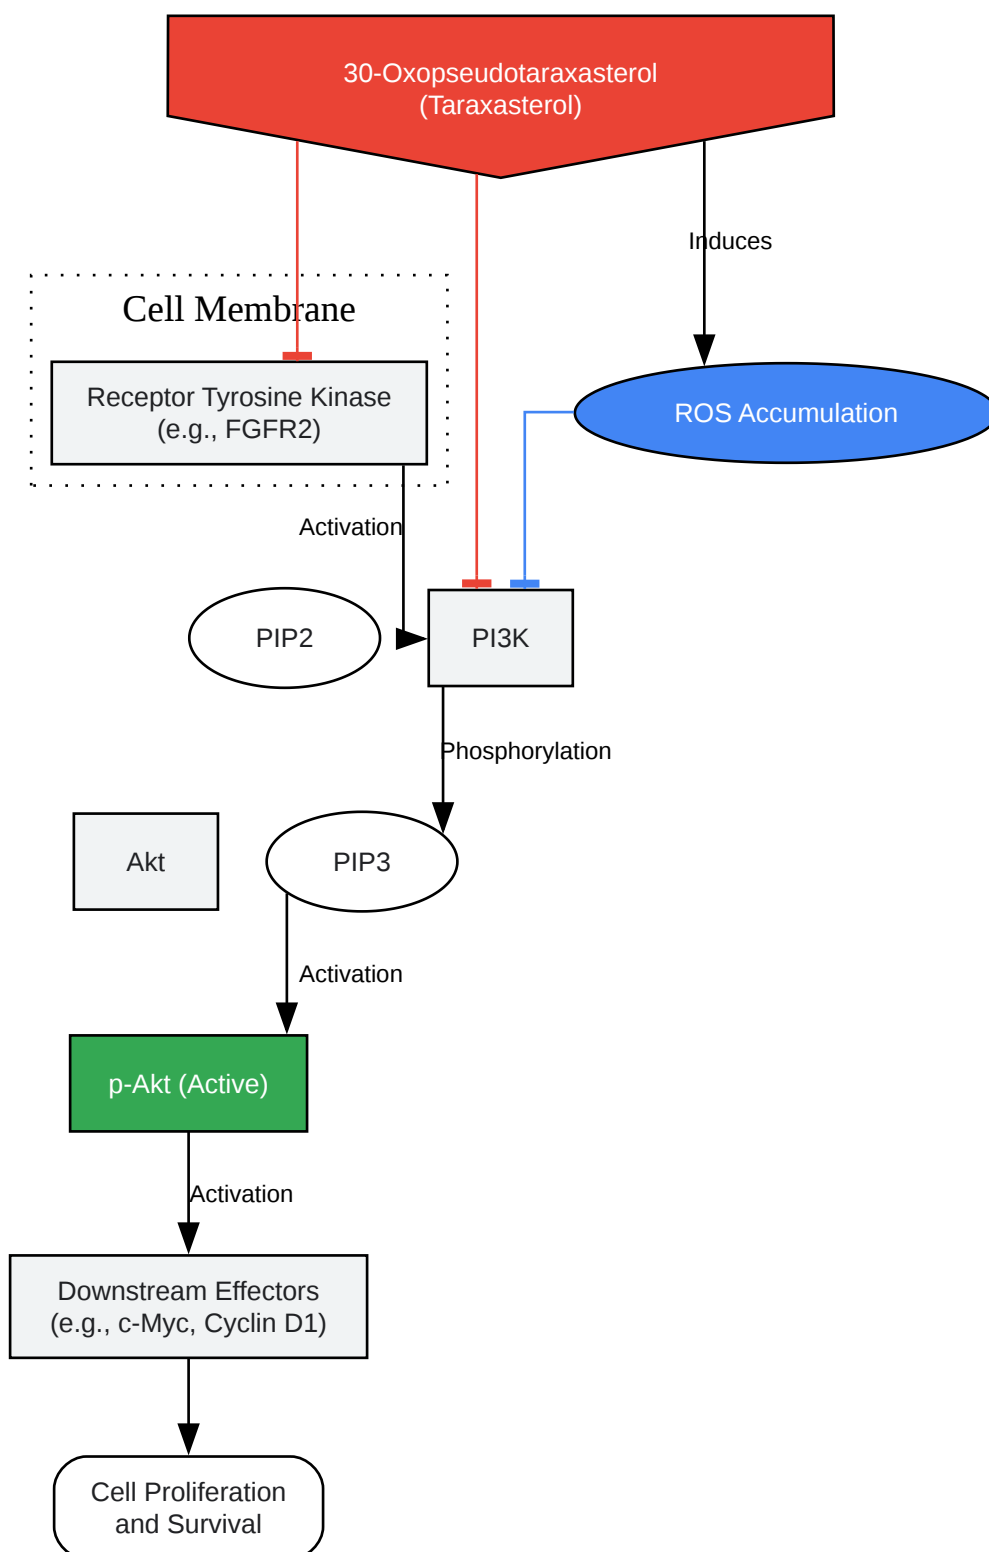 30-Oxopseudotaraxasterol
(Taraxasterol)
Induces
Cell Membrane
Receptor Tyrosine Kinase
(e.g., FGFR2)
ROS Accumulation
Activation
PIP2
PI3K
Phosphorylation
Akt
PIP3
Activation
p-Akt (Active)
Activation
Downstream Effectors
(e.g., c-Myc, Cyclin D1)
Cell Proliferation
and Survival